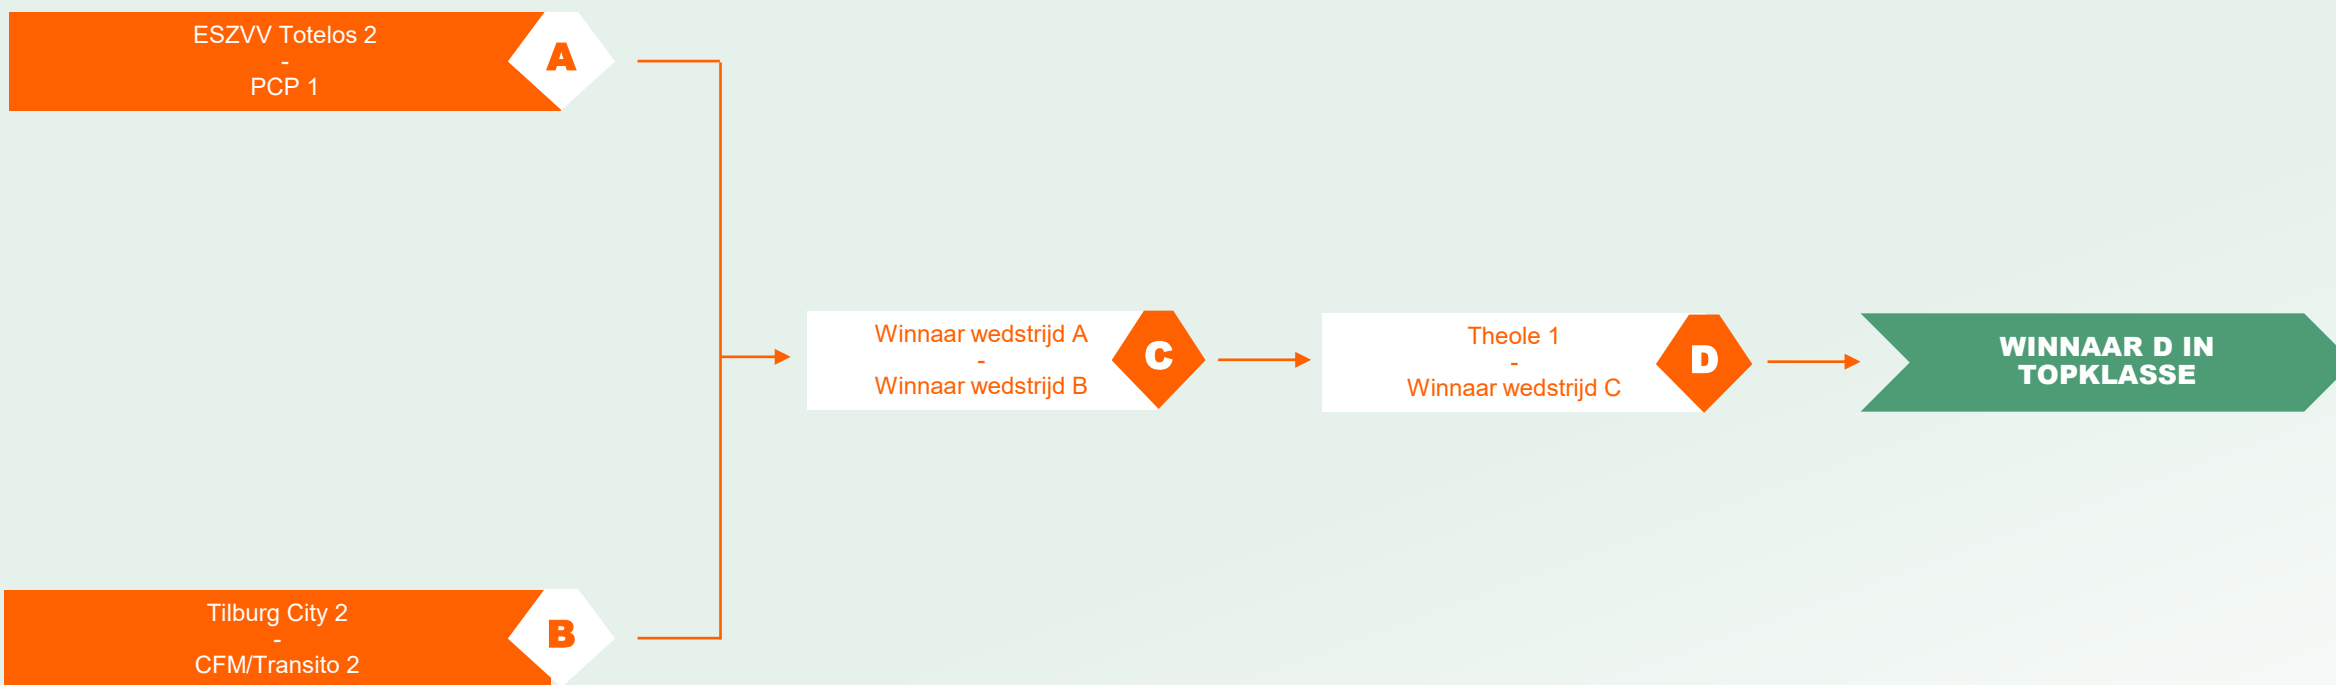 ESZVV Totelos 2
-
PCP 1
A
Tilburg City 2
-
CFM/Transito 2
B
Winnaar wedstrijd A
-
Winnaar wedstrijd B
C
Theole 1
-
Winnaar wedstrijd C
D
WINNAAR D IN
TOPKLASSE